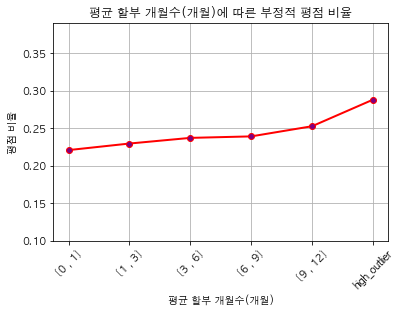 평균 할부 개월수(개월)에 따른 부정적 평점 비율
평점 비율
0.35
0.30
0.25
0.20
0.15
0.10
[0 , 1)
[1 , 3)
[3 , 6)
[6 , 9)
[9 , 12)
high_outlier
평균 할부 개월수(개월)